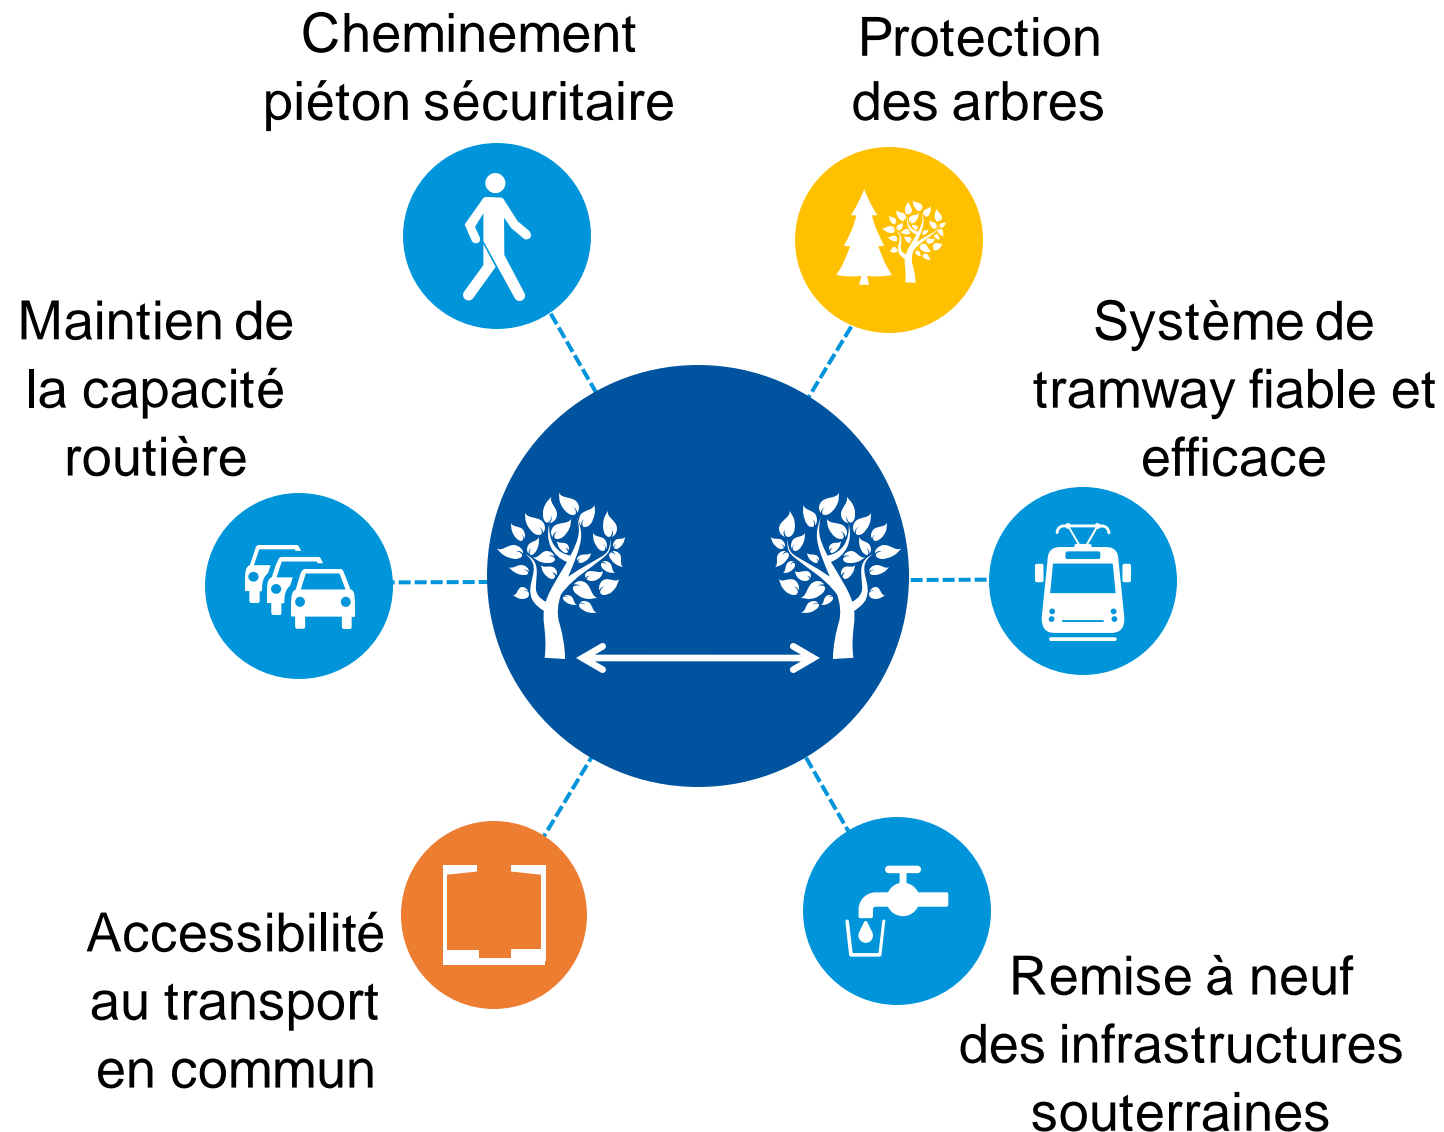 Cheminement
piéton sécuritaire
Protection
des arbres
Maintien de
la capacité
routière
Système de
tramway fiable et
efficace
Accessibilité
au transport
en commun
Remise à neuf
des infrastructures
souterraines